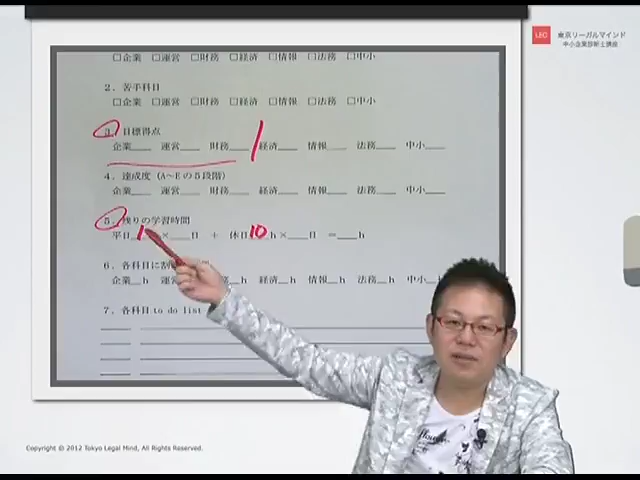 LEC 東京リーガルマインド
中小企業診断士講座
□企業 □運営 □財務 □経済 □情報 □法務 □中小
2．苦手科目
□企業 □運営 □財務 □経済 □情報 □法務 □中小
3．目標得点
企業___ 運営___ 財務___ 経済___ 情報___ 法務___ 中小___
4．達成度（A～Eの5段階）
企業___ 運営___ 財務___ 経済___ 情報___ 法務___ 中小___
5．残りの学習時間
平日 1 ×___日 ＋ 休日 10 h×___日 ＝___h
6．各科目に割
企業__h 運営 h 経済__h 情報__h 法務__h 中小__h
7．各科目 to do list
Copyright © 2012 Tokyo Legal Mind, All Rights Reserved.